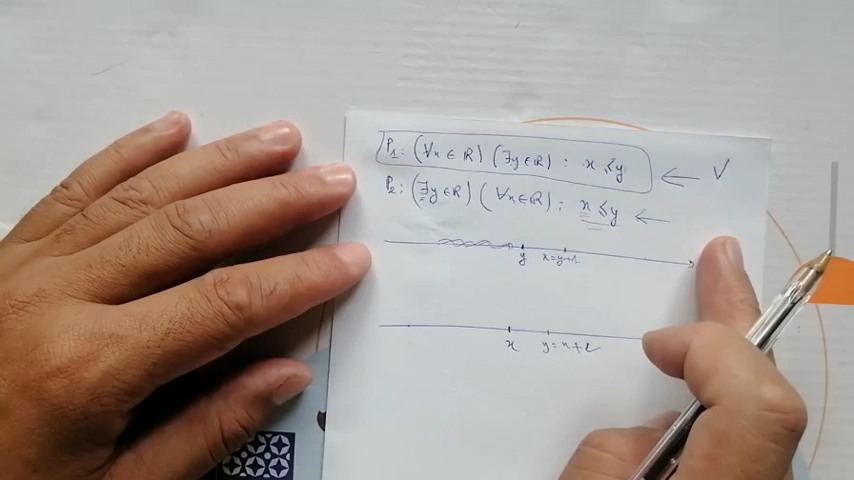 P₁: (∀x∈ℝ) (∃y∈ℝ) : x ≤ y ← V
P₂: (∃y∈ℝ) (∀x∈ℝ) : x ≤ y ←
y x=y+1
x y=x+1